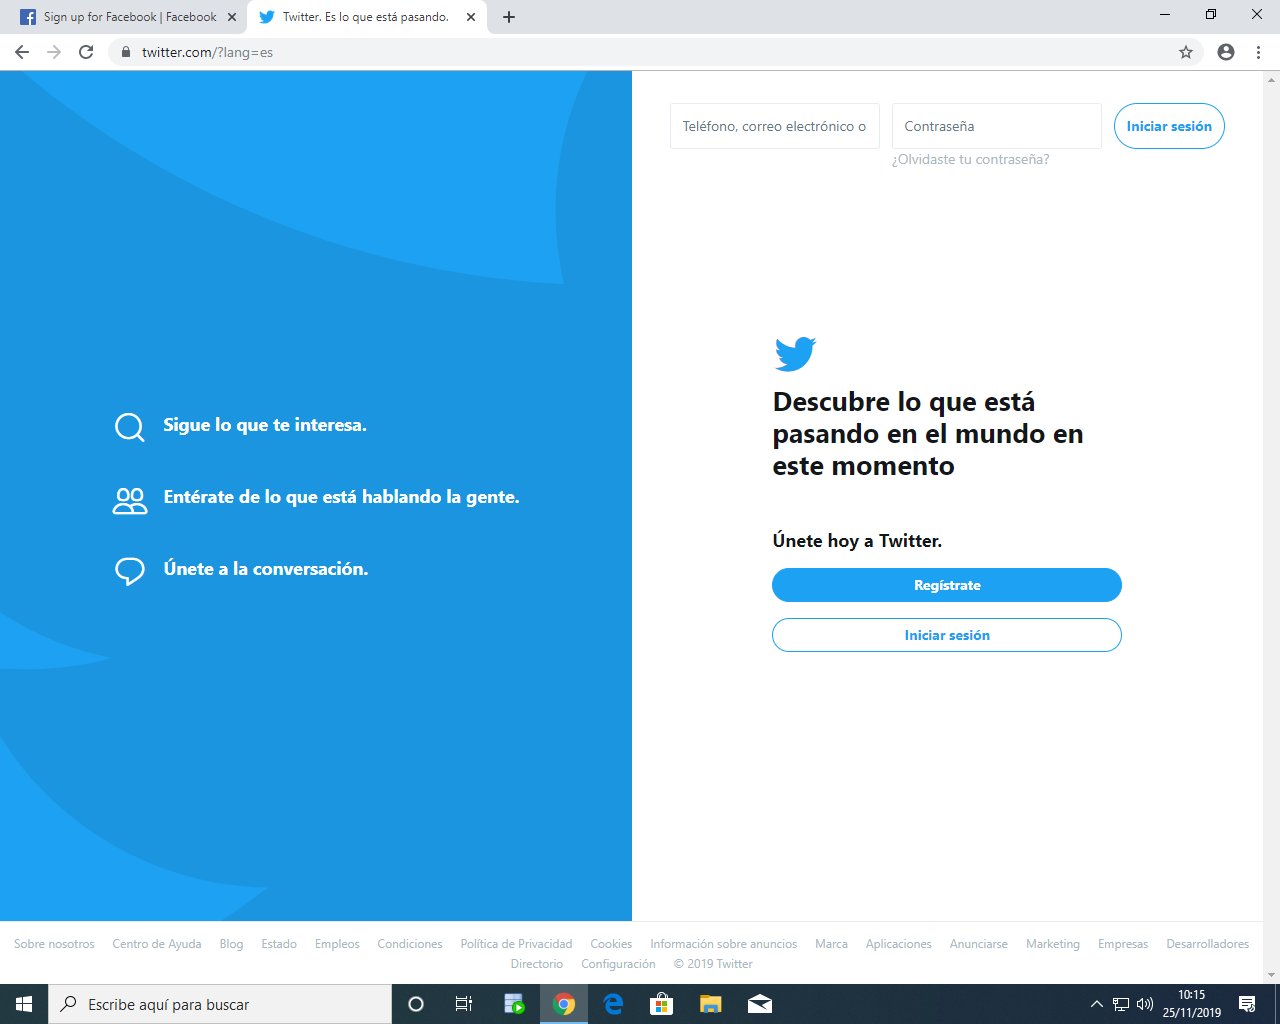 Sign up for Facebook | Facebook
Twitter. Es lo que está pasando.
twitter.com/?lang=es
Teléfono, correo electrónico o
Contraseña
Iniciar sesión
¿Olvidaste tu contraseña?
Sigue lo que te interesa.
Entérate de lo que está hablando la gente.
Únete a la conversación.
Descubre lo que está
pasando en el mundo en
este momento
Únete hoy a Twitter.
Regístrate
Iniciar sesión
Sobre nosotros Centro de Ayuda Blog Estado Empleos Condiciones Política de Privacidad Cookies Información sobre anuncios Marca Aplicaciones Anunciarse Marketing Empresas Desarrolladores
Directorio Configuración © 2019 Twitter
Escribe aquí para buscar
10:15
25/11/2019